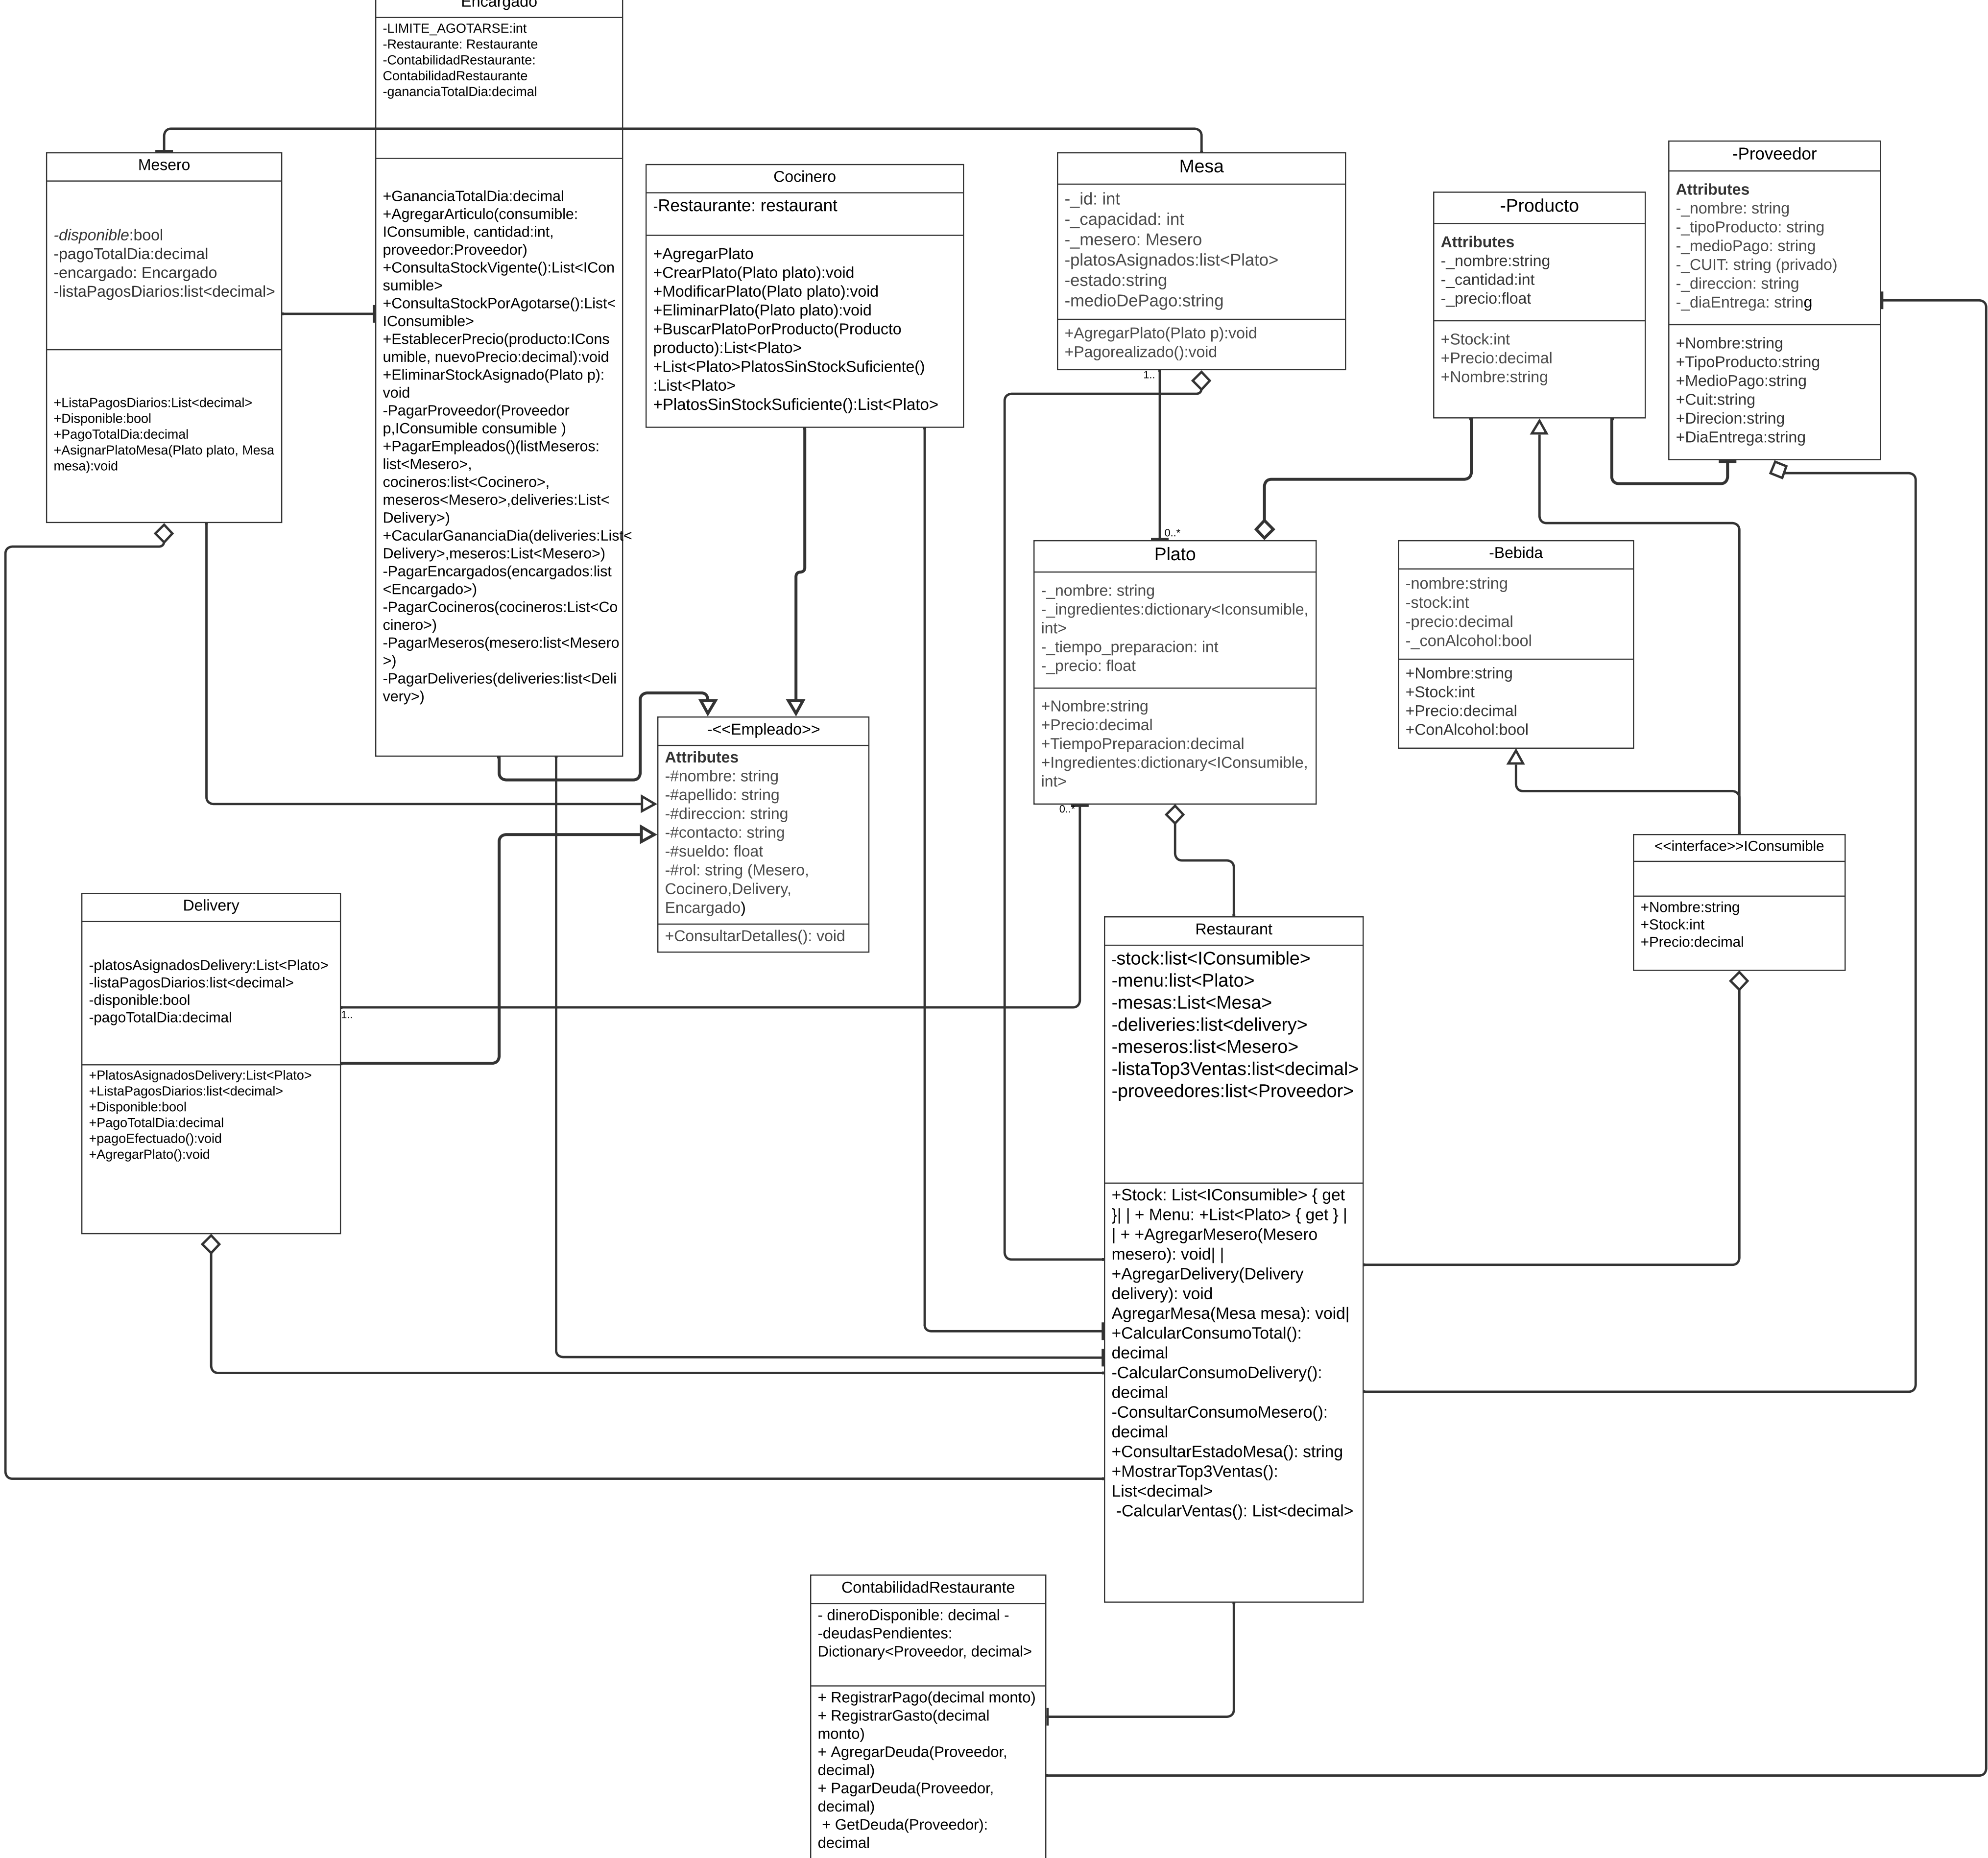 Encargado
-LIMITE_AGOTARSE:int
-Restaurante: Restaurante
-ContabilidadRestaurante:
ContabilidadRestaurante
-gananciaTotalDia:decimal
+GananciaTotalDia:decimal
+AgregarArticulo(consumible:
IConsumible, cantidad:int,
proveedor:Proveedor)
+ConsultaStockVigente():List<ICon
sumible>
+ConsultaStockPorAgotarse():List<
IConsumible>
+EstablecerPrecio(producto:ICons
umible, nuevoPrecio:decimal):void
+EliminarStockAsignado(Plato p):
void
-PagarProveedor(Proveedor
p,IConsumible consumible )
+PagarEmpleados()(listMeseros:
list<Mesero>,
cocineros:list<Cocinero>,
meseros<Mesero>,deliveries:List<
Delivery>)
+CacularGananciaDia(deliveries:List<
Delivery>,meseros:List<Mesero>)
-PagarEncargados(encargados:list
<Encargado>)
-PagarCocineros(cocineros:List<Co
cinero>)
-PagarMeseros(mesero:list<Mesero
>)
-PagarDeliveries(deliveries:list<Deli
very>)
Mesero
-disponible:bool
-pagoTotalDia:decimal
-encargado: Encargado
-listaPagosDiarios:list<decimal>
+ListaPagosDiarios:List<decimal>
+Disponible:bool
+PagoTotalDia:decimal
+AsignarPlatoMesa(Plato plato, Mesa
mesa):void
Cocinero
-Restaurante: restaurant
+AgregarPlato
+CrearPlato(Plato plato):void
+ModificarPlato(Plato plato):void
+EliminarPlato(Plato plato):void
+BuscarPlatoPorProducto(Producto
producto):List<Plato>
+List<Plato>PlatosSinStockSuficiente()
:List<Plato>
+PlatosSinStockSuficiente():List<Plato>
Mesa
-_id: int
-_capacidad: int
-_mesero: Mesero
-platosAsignados:list<Plato>
-estado:string
-medioDePago:string
+AgregarPlato(Plato p):void
+Pagorealizado():void
1..
0..*
-Producto
Attributes
-_nombre:string
-_cantidad:int
-_precio:float
+Stock:int
+Precio:decimal
+Nombre:string
-Proveedor
Attributes
-_nombre: string
-_tipoProducto: string
-_medioPago: string
-_CUIT: string (privado)
-_direccion: string
-_diaEntrega: string
+Nombre:string
+TipoProducto:string
+MedioPago:string
+Cuit:string
+Direcion:string
+DiaEntrega:string
Plato
-_nombre: string
-_ingredientes:dictionary<Iconsumible,
int>
-_tiempo_preparacion: int
-_precio: float
+Nombre:string
+Precio:decimal
+TiempoPreparacion:decimal
+Ingredientes:dictionary<IConsumible,
int>
0..*
-Bebida
-nombre:string
-stock:int
-precio:decimal
-_conAlcohol:bool
+Nombre:string
+Stock:int
+Precio:decimal
+ConAlcohol:bool
-<<Empleado>>
Attributes
-#nombre: string
-#apellido: string
-#direccion: string
-#contacto: string
-#sueldo: float
-#rol: string (Mesero,
Cocinero,Delivery,
Encargado)
+ConsultarDetalles(): void
<<interface>>IConsumible
+Nombre:string
+Stock:int
+Precio:decimal
Delivery
-platosAsignadosDelivery:List<Plato>
-listaPagosDiarios:list<decimal>
-disponible:bool
-pagoTotalDia:decimal
1..
+PlatosAsignadosDelivery:List<Plato>
+ListaPagosDiarios:list<decimal>
+Disponible:bool
+PagoTotalDia:decimal
+pagoEfectuado():void
+AgregarPlato():void
Restaurant
-stock:list<IConsumible>
-menu:list<Plato>
-mesas:List<Mesa>
-deliveries:list<delivery>
-meseros:list<Mesero>
-listaTop3Ventas:list<decimal>
-proveedores:list<Proveedor>
+Stock: List<IConsumible> { get
}| | + Menu: +List<Plato> { get } |
| + +AgregarMesero(Mesero
mesero): void| |
+AgregarDelivery(Delivery
delivery): void
AgregarMesa(Mesa mesa): void|
+CalcularConsumoTotal():
decimal
-CalcularConsumoDelivery():
decimal
-ConsultarConsumoMesero():
decimal
+ConsultarEstadoMesa(): string
+MostrarTop3Ventas():
List<decimal>
-CalcularVentas(): List<decimal>
ContabilidadRestaurante
- dineroDisponible: decimal -
-deudasPendientes:
Dictionary<Proveedor, decimal>
+ RegistrarPago(decimal monto)
+ RegistrarGasto(decimal
monto)
+ AgregarDeuda(Proveedor,
decimal)
+ PagarDeuda(Proveedor,
decimal)
+ GetDeuda(Proveedor):
decimal